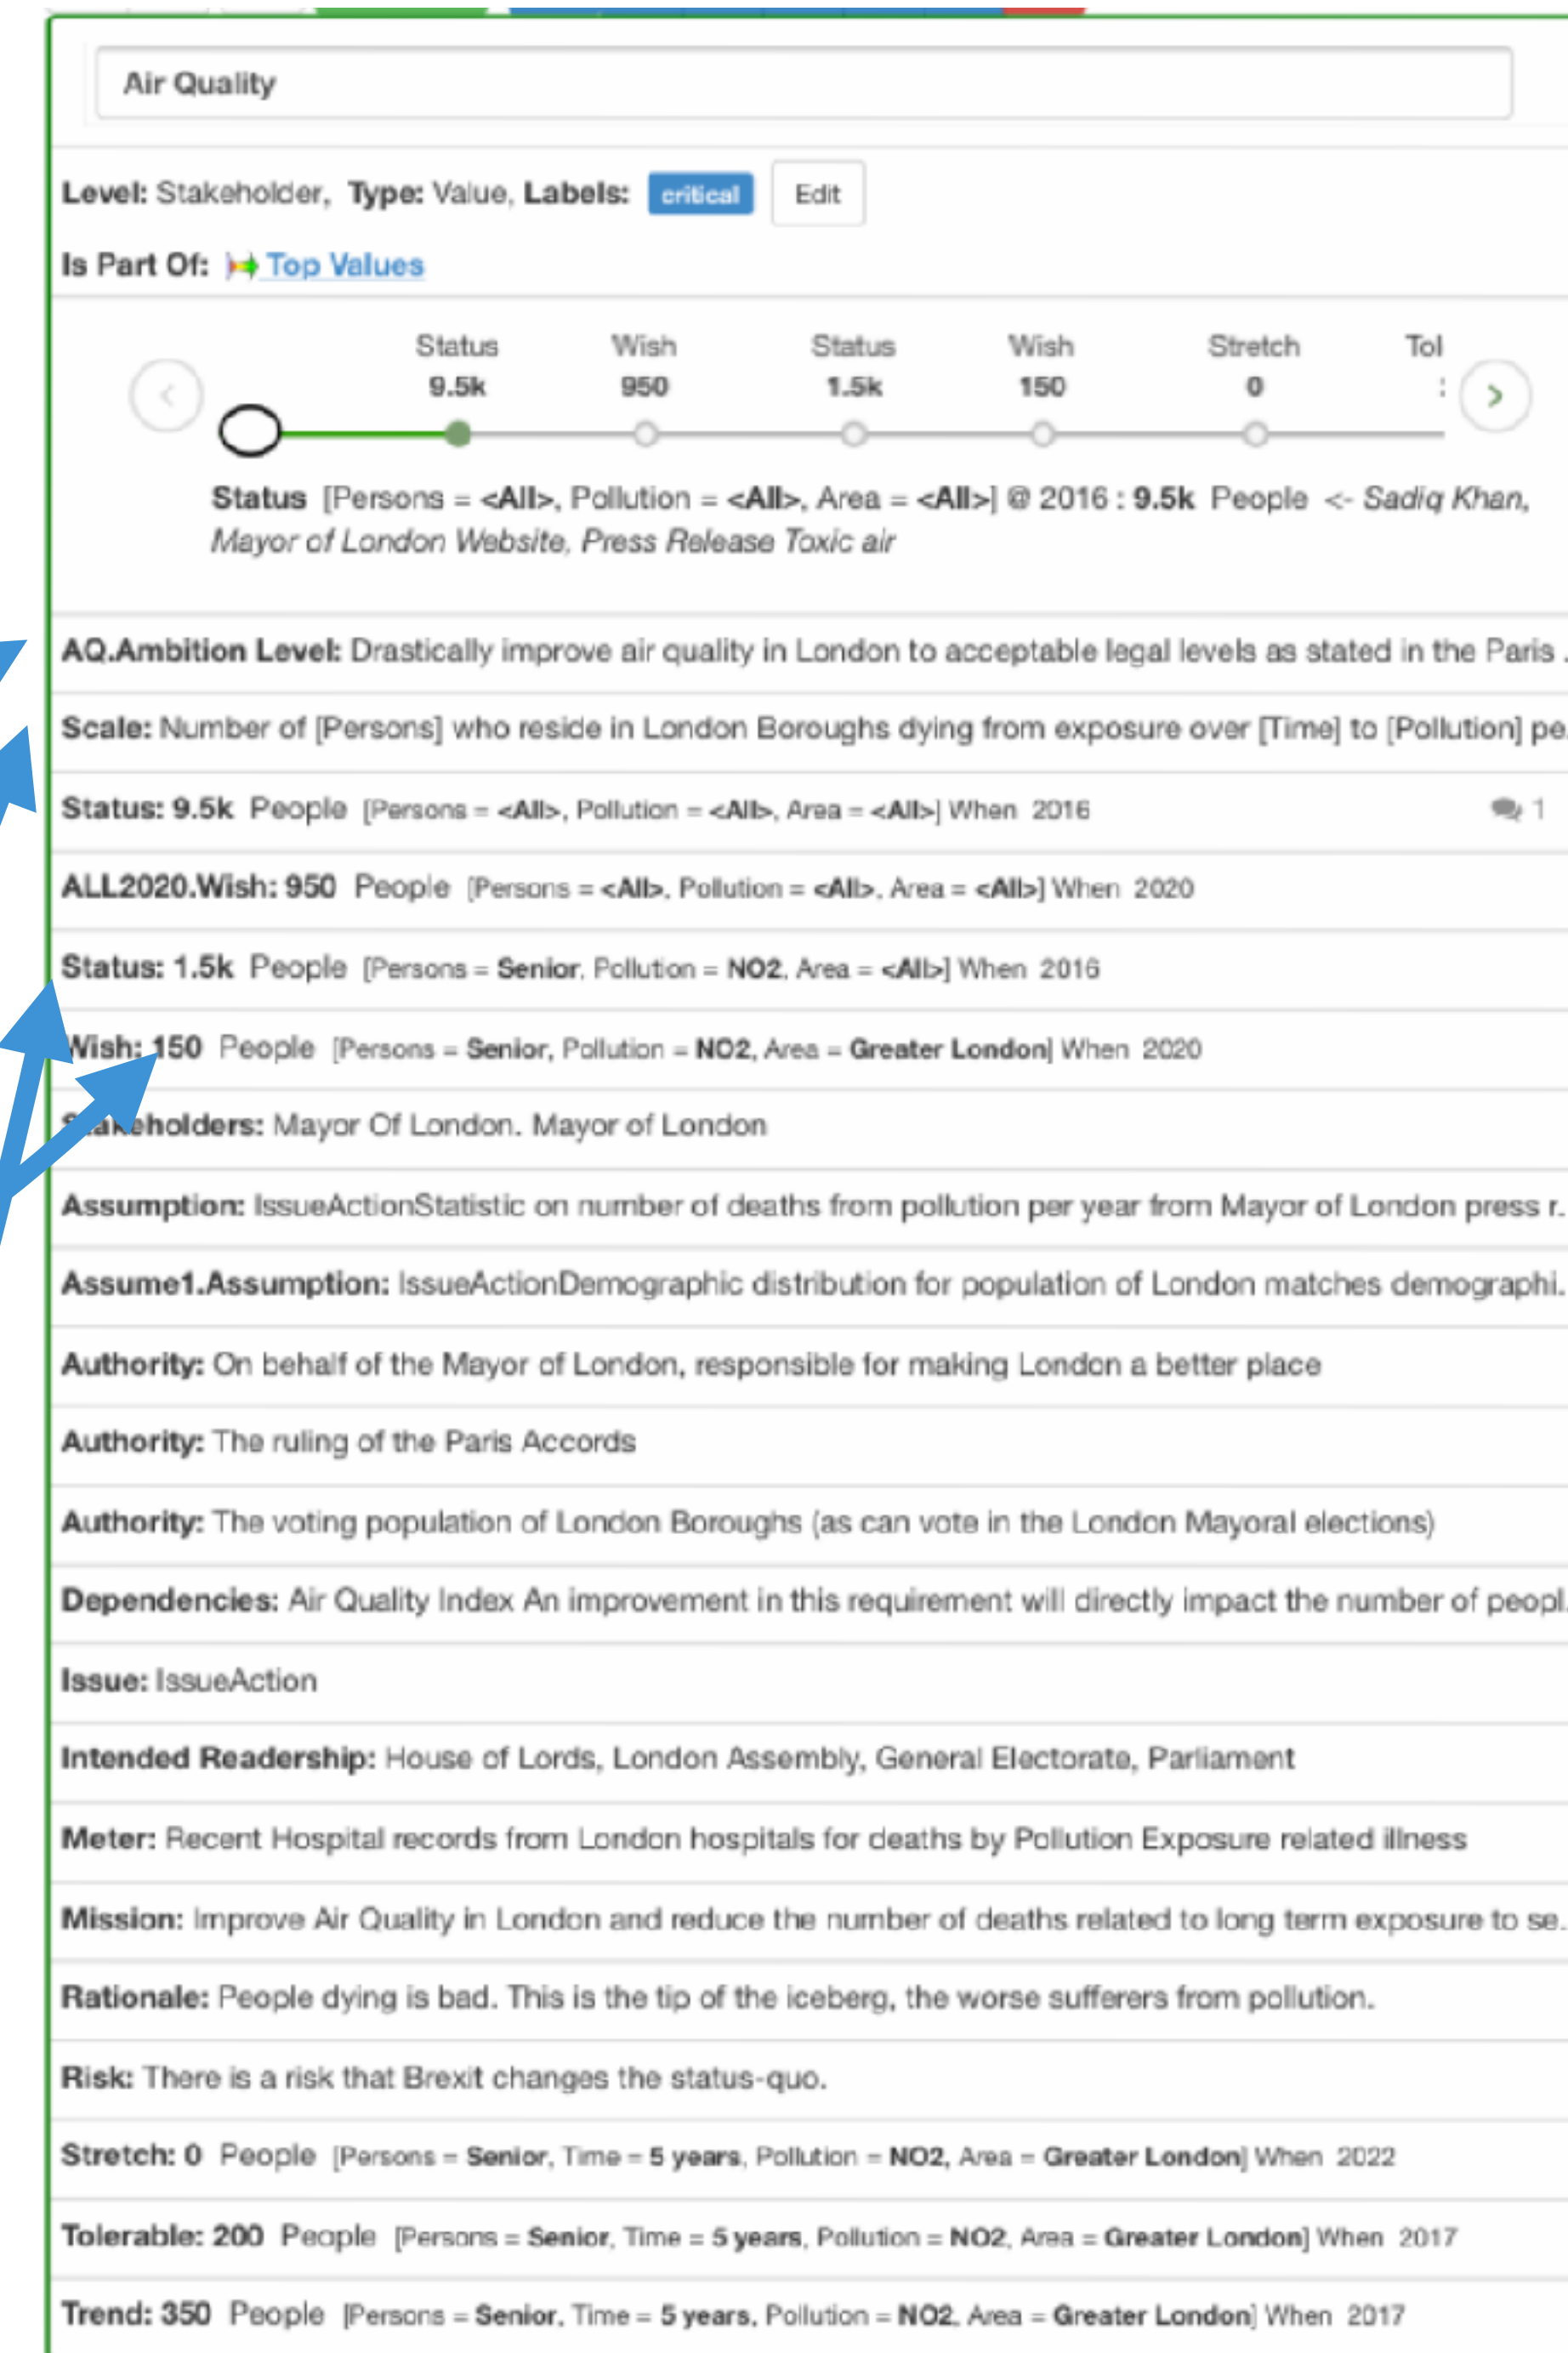 Air Quality
Level: Stakeholder, Type: Value, Labels: critical Edit
Is Part Of: Top Values
Status Wish Status Wish Stretch Tol
9.5k 950 1.5k 150 0
Status [Persons = <All>, Pollution = <All>, Area = <All>] @ 2016 : 9.5k People <- Sadiq Khan,
Mayor of London Website, Press Release Toxic air
AQ.Ambition Level: Drastically improve air quality in London to acceptable legal levels as stated in the Paris .
Scale: Number of [Persons] who reside in London Boroughs dying from exposure over [Time] to [Pollution] pe.
Status: 9.5k People [Persons = <All>, Pollution = <All>, Area = <All>] When 2016 1
ALL2020.Wish: 950 People [Persons = <All>, Pollution = <All>, Area = <All>] When 2020
Status: 1.5k People [Persons = Senior, Pollution = NO2, Area = <All>] When 2016
Wish: 150 People [Persons = Senior, Pollution = NO2, Area = Greater London] When 2020
Stakeholders: Mayor Of London. Mayor of London
Assumption: IssueActionStatistic on number of deaths from pollution per year from Mayor of London press r.
Assume1.Assumption: IssueActionDemographic distribution for population of London matches demographi.
Authority: On behalf of the Mayor of London, responsible for making London a better place
Authority: The ruling of the Paris Accords
Authority: The voting population of London Boroughs (as can vote in the London Mayoral elections)
Dependencies: Air Quality Index An improvement in this requirement will directly impact the number of peopl.
Issue: IssueAction
Intended Readership: House of Lords, London Assembly, General Electorate, Parliament
Meter: Recent Hospital records from London hospitals for deaths by Pollution Exposure related illness
Mission: Improve Air Quality in London and reduce the number of deaths related to long term exposure to se.
Rationale: People dying is bad. This is the tip of the iceberg, the worse sufferers from pollution.
Risk: There is a risk that Brexit changes the status-quo.
Stretch: 0 People [Persons = Senior, Time = 5 years, Pollution = NO2, Area = Greater London] When 2022
Tolerable: 200 People [Persons = Senior, Time = 5 years, Pollution = NO2, Area = Greater London] When 2017
Trend: 350 People [Persons = Senior, Time = 5 years, Pollution = NO2, Area = Greater London] When 2017